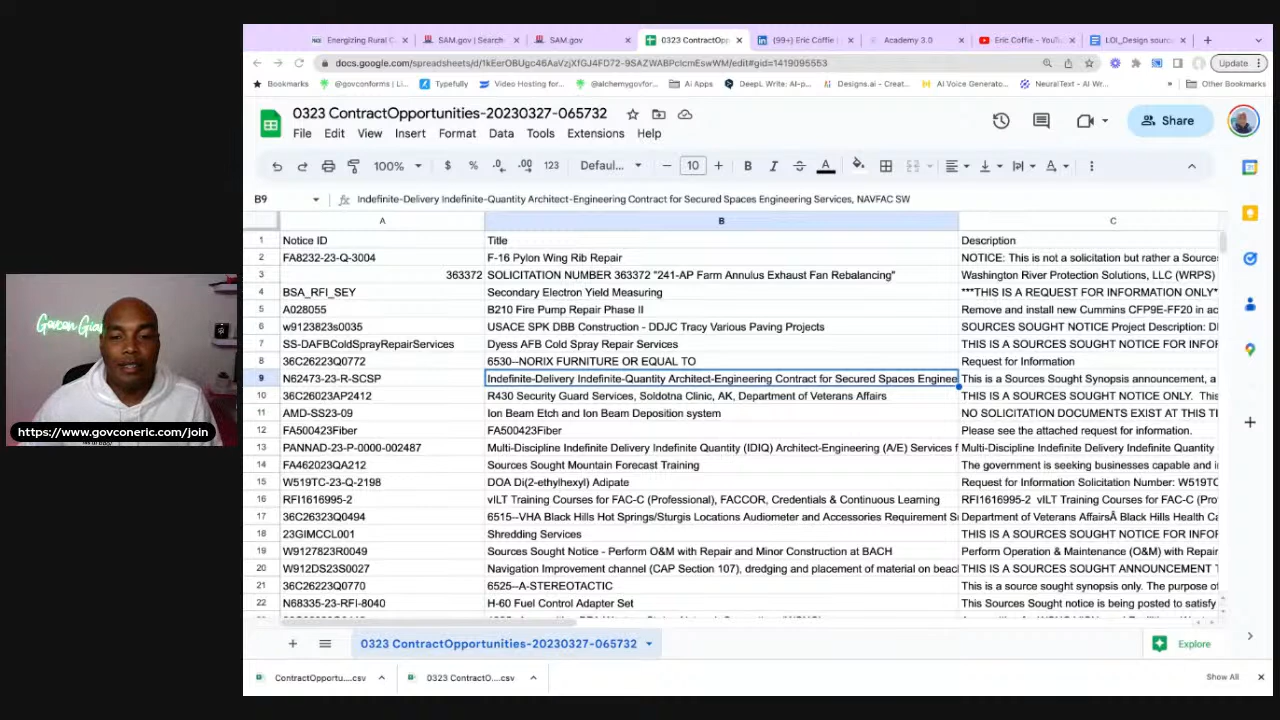 Energizing Rural C
SAM.gov | Search
SAM.gov
0323 ContractOpp
(99+) Eric Coffie |
Academy 3.0
Eric Coffie - YouTu
LOI_Design sourc
docs.google.com/spreadsheets/d/1kEerOBUgc46AaVzjXfGJ4FD72-9SAZWABPcIcmEswWM/edit#gid=1419095553
Update
Bookmarks
@govconforms | Li...
Typefully
Video Hosting for...
@alchemygovfor...
Ai Apps
DeepL Write: AI-p...
Designs.ai - Creat...
AI Voice Generato...
NeuralText - AI Wr...
»
Other Bookmarks
0323 ContractOpportunities-20230327-065732
File Edit View Insert Format Data Tools Extensions Help
Share
100% $ % .0 .00 123 Defaul... − 10 + B I A
B9
Indefinite-Delivery Indefinite-Quantity Architect-Engineering Contract for Secured Spaces Engineering Services, NAVFAC SW
A B C
1 Notice ID Title Description
2 FA8232-23-Q-3004 F-16 Pylon Wing Rib Repair NOTICE: This is not a solicitation but rather a Sources
3 363372 SOLICITATION NUMBER 363372 "241-AP Farm Annulus Exhaust Fan Rebalancing" Washington River Protection Solutions, LLC (WRPS)
4 BSA_RFI_SEY Secondary Electron Yield Measuring ***THIS IS A REQUEST FOR INFORMATION ONLY*
5 A028055 B210 Fire Pump Repair Phase II Remove and install new Cummins CFP9E-FF20 in ac
6 w9123823s0035 USACE SPK DBB Construction - DDJC Tracy Various Paving Projects SOURCES SOUGHT NOTICE Project Description: D
7 SS-DAFBColdSprayRepairServices Dyess AFB Cold Spray Repair Services THIS IS A SOURCES SOUGHT NOTICE FOR INFO
8 36C26223Q0772 6530--NORIX FURNITURE OR EQUAL TO Request for Information
9 N62473-23-R-SCSP Indefinite-Delivery Indefinite-Quantity Architect-Engineering Contract for Secured Spaces Enginee This is a Sources Sought Synopsis announcement, a
10 36C26023AP2412 R430 Security Guard Services, Soldotna Clinic, AK, Department of Veterans Affairs THIS IS A SOURCES SOUGHT NOTICE ONLY. This
11 AMD-SS23-09 Ion Beam Etch and Ion Beam Deposition system NO SOLICITATION DOCUMENTS EXIST AT THIS T
12 FA500423Fiber FA500423Fiber Please see the attached request for information.
13 PANNAD-23-P-0000-002487 Multi-Discipline Indefinite Delivery Indefinite Quantity (IDIQ) Architect-Engineering (A/E) Services f Multi-Discipline Indefinite Delivery Indefinite Quantity
14 FA462023QA212 Sources Sought Mountain Forecast Training The government is seeking businesses capable and i
15 W519TC-23-Q-2198 DOA Di(2-ethylhexyl) Adipate Request for Information Solicitation Number: W519TC
16 RFI1616995-2 vILT Training Courses for FAC-C (Professional), FACCOR, Credentials & Continuous Learning RFI1616995-2 vILT Training Courses for FAC-C (Pro
17 36C26323Q0494 6515--VHA Black Hills Hot Springs/Sturgis Locations Audiometer and Accessories Requirement S Department of Veterans AffairsÂ Black Hills Health Ca
18 23GIMCCL001 Shredding Services THIS IS A SOURCES SOUGHT NOTICE FOR INFO
19 W9127823R0049 Sources Sought Notice - Perform O&M with Repair and Minor Construction at BACH Perform Operation & Maintenance (O&M) with Repair
20 W912DS23S0027 Navigation Improvement channel (CAP Section 107), dredging and placement of material on beac THIS IS A SOURCES SOUGHT ANNOUNCEMENT
21 36C26223Q0770 6525--A-STEREOTACTIC This is a source sought synopsis only. The purpose of
22 N68335-23-RFI-8040 H-60 Fuel Control Adapter Set This Sources Sought notice is being posted to satisfy
0323 ContractOpportunities-20230327-065732
Explore
ContractOpportu....csv
0323 ContractO....csv
Show All
Govcon Gian
https://www.govconeric.com/join